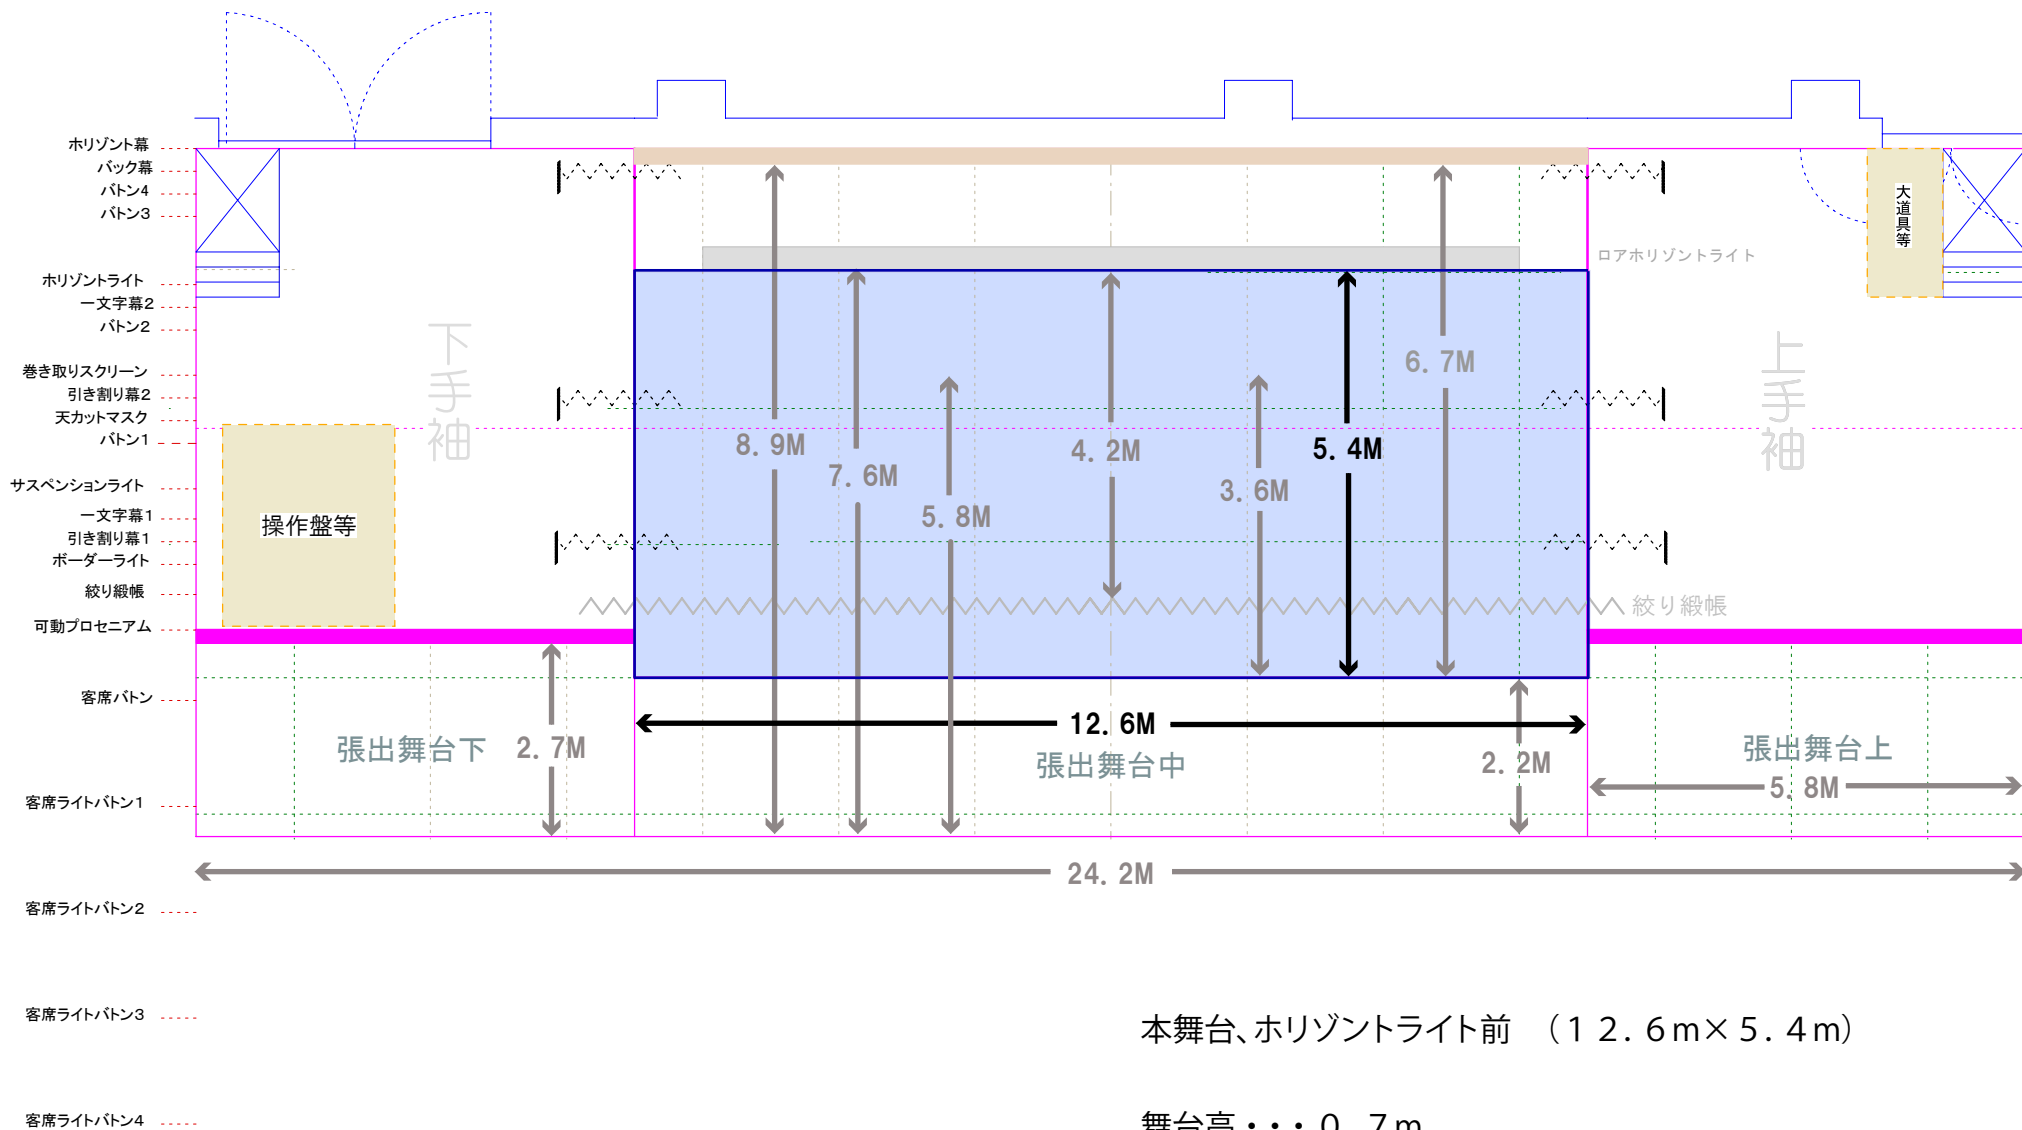 ホリゾント幕
バック幕
バトン4
バトン3
ホリゾントライト
一文字幕2
バトン2
巻き取りスクリーン
引き割り幕2
天カットマスク
バトン1
サスペンションライト
一文字幕1
引き割り幕1
ボーダーライト
絞り緞帳
可動プロセニアム
客席バトン
客席ライトバトン1
客席ライトバトン2
客席ライトバトン3
客席ライトバトン4
下手袖
操作盤等
大道具等
ロアホリゾントライト
上手袖
6.7M
8.9M
7.6M
5.8M
4.2M
3.6M
5.4M
絞り緞帳
12.6M
張出舞台下
2.7M
張出舞台中
2.2M
張出舞台上
5.8M
24.2M
本舞台、ホリゾントライト前 （１２.６ｍ×５.４ｍ）
舞台高・・・０.７ｍ